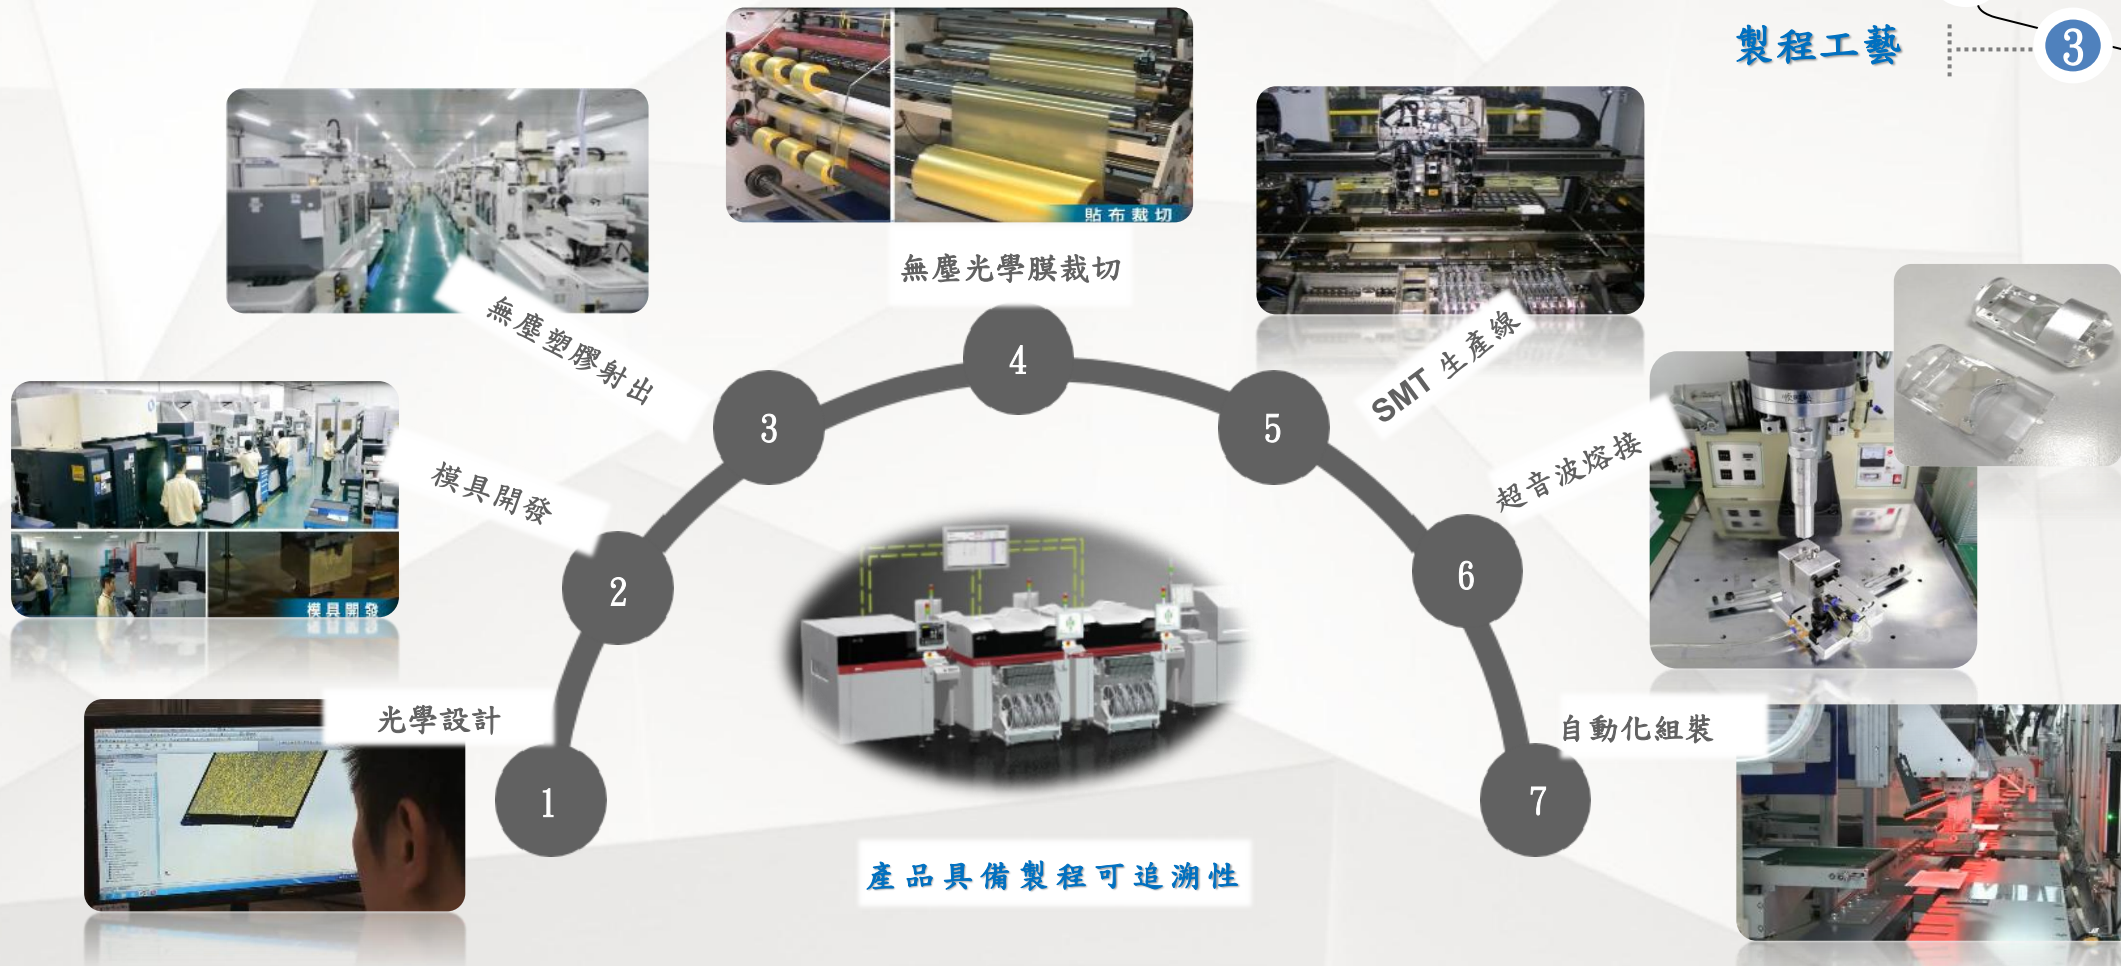 製程工藝
3
貼布裁切
無塵光學膜裁切
無塵塑膠射出
SMT 生產線
模具開發
超音波熔接
模具開發
光學設計
自動化組裝
1
2
3
4
5
6
7
產品具備製程可追溯性